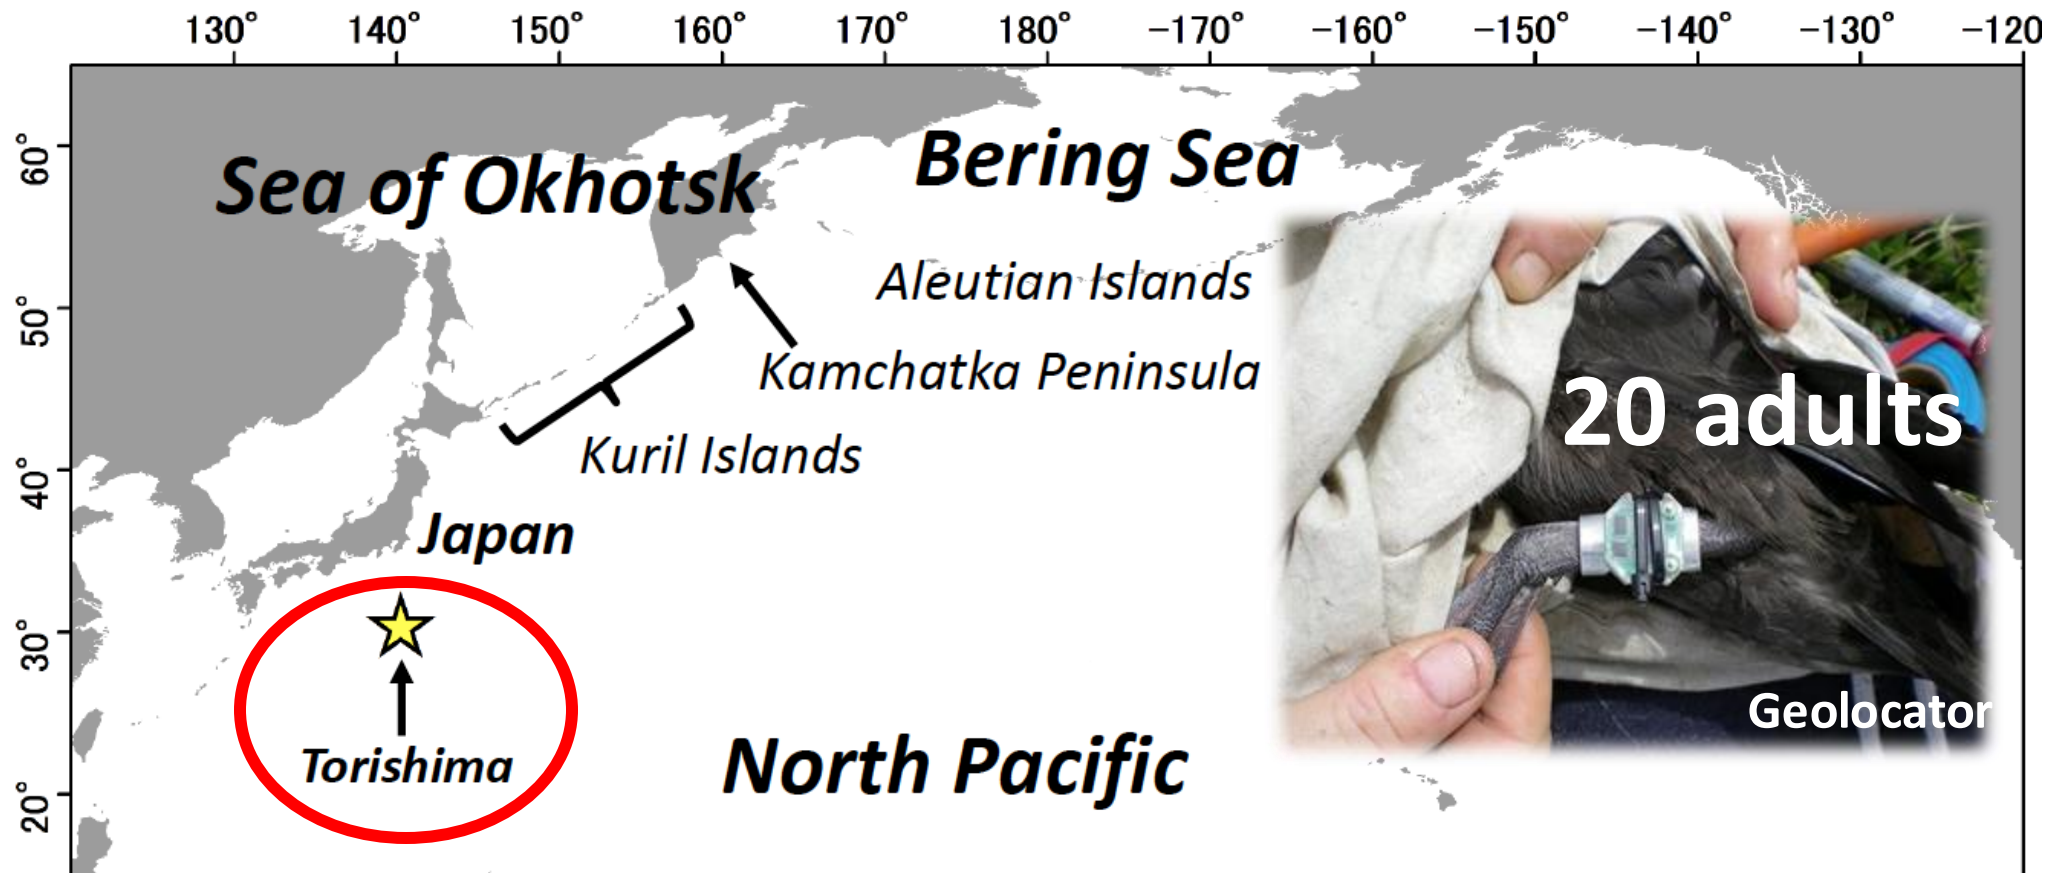 130° 140° 150° 160° 170° 180° −170° −160° −150° −140° −130° −120
60°
50°
40°
30°
20°
Sea of Okhotsk
Bering Sea
Aleutian Islands
Kamchatka Peninsula
Kuril Islands
Japan
Torishima
North Pacific
20 adults
Geolocator